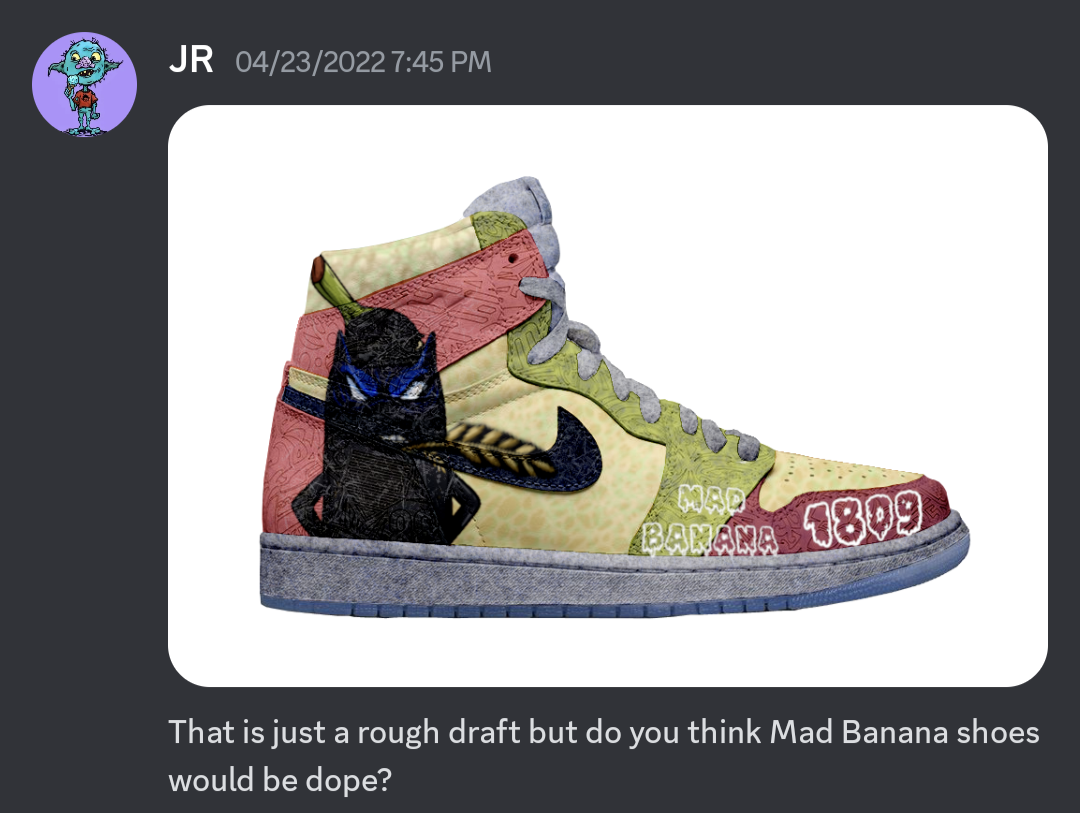 JR 04/23/2022 7:45 PM
MAD
BANANA
1809
That is just a rough draft but do you think Mad Banana shoes
would be dope?